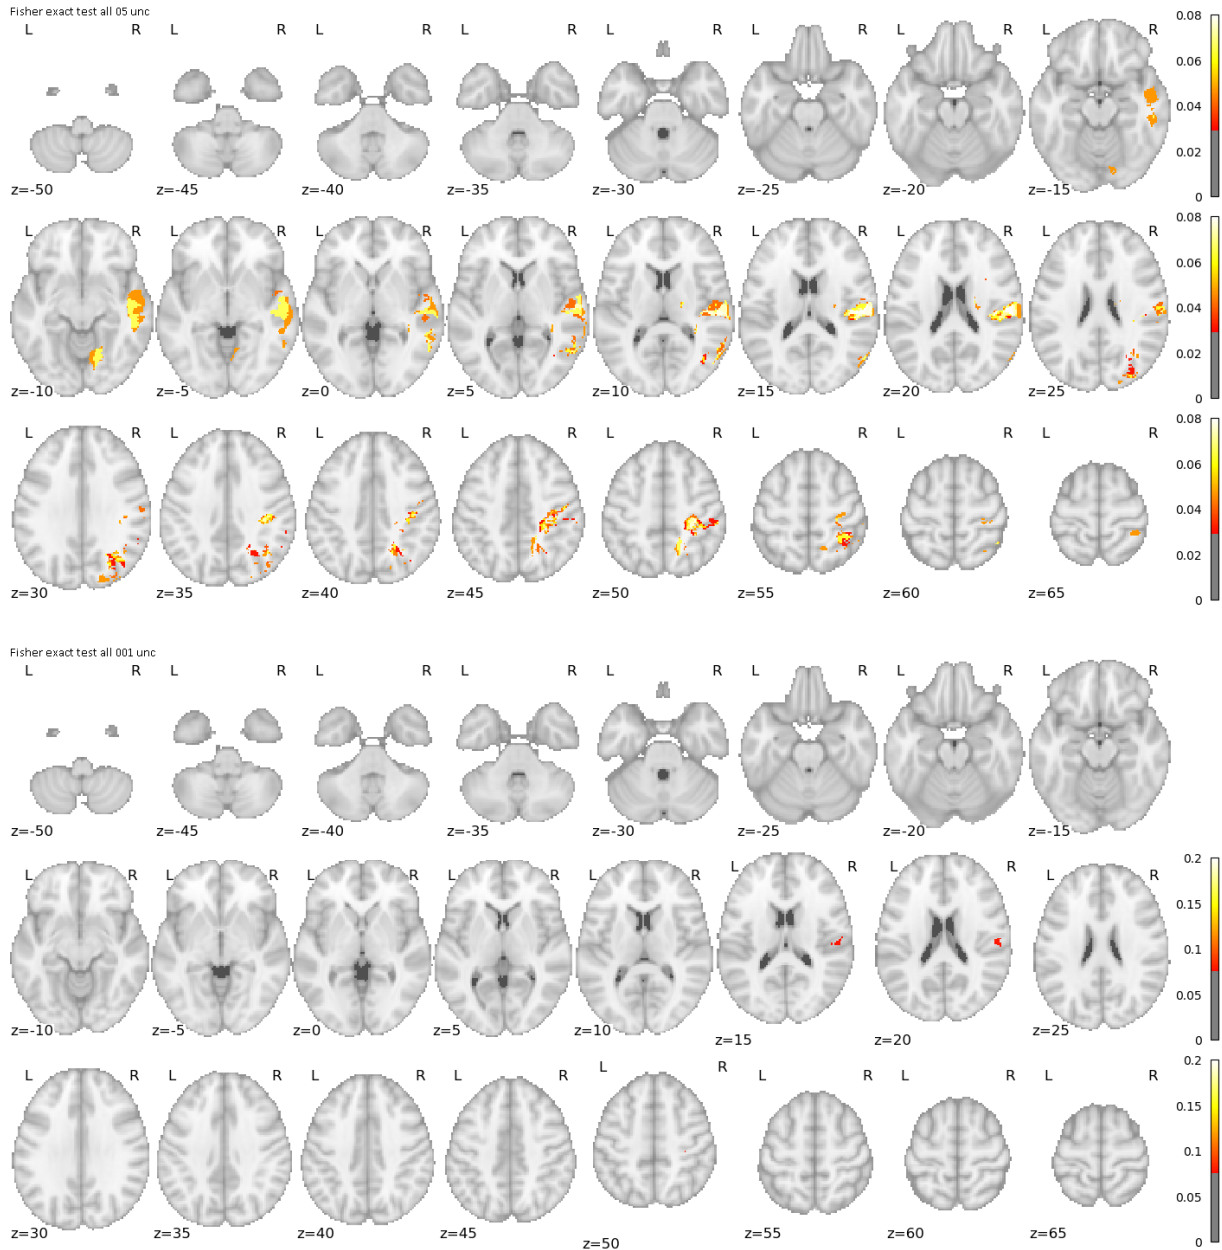 Fisher exact test all 05 unc
L R L R L R L R L R L R L R L R 0.08
0.06
0.04
0.02
z=-50 z=-45 z=-40 z=-35 z=-30 z=-25 z=-20 z=-15 0
L R L R L R L R L R L R L R L R 0.08
0.06
0.04
0.02
z=-10 z=-5 z=0 z=5 z=10 z=15 z=20 z=25 0
L R L R L R L R L R L R L R L R 0.08
0.06
0.04
0.02
z=30 z=35 z=40 z=45 z=50 z=55 z=60 z=65 0
Fisher exact test all 001 unc
L R L R L R L R L R L R L R L R
z=-50 z=-45 z=-40 z=-35 z=-30 z=-25 z=-20 z=-15
L R L R L R L R L R L R L R L R 0.2
0.15
0.1
0.05
z=-10 z=-5 z=0 z=5 z=10 z=15 z=20 z=25 0
L R L R L R L R L R L R L R L R 0.2
0.15
0.1
0.05
z=30 z=35 z=40 z=45 z=50 z=55 z=60 z=65 0